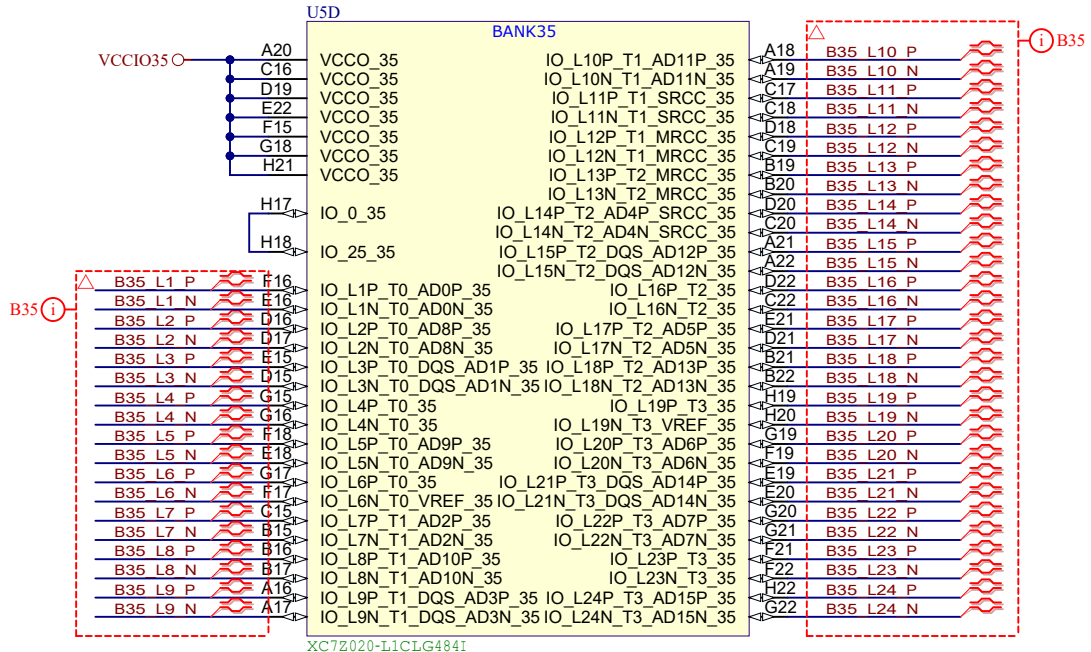 U5D
BANK35
VCCIO35 A20 VCCO_35 IO_L10P_T1_AD11P_35 A18 B35_L10_P
C16 VCCO_35 IO_L10N_T1_AD11N_35 A19 B35_L10_N
D19 VCCO_35 IO_L11P_T1_SRCC_35 C17 B35_L11_P
E22 VCCO_35 IO_L11N_T1_SRCC_35 C18 B35_L11_N
F15 VCCO_35 IO_L12P_T1_MRCC_35 D18 B35_L12_P
G18 VCCO_35 IO_L12N_T1_MRCC_35 C19 B35_L12_N
H21 VCCO_35 IO_L13P_T2_MRCC_35 B19 B35_L13_P
IO_L13N_T2_MRCC_35 B20 B35_L13_N
H17 IO_0_35 IO_L14P_T2_AD4P_SRCC_35 D20 B35_L14_P
IO_L14N_T2_AD4N_SRCC_35 C20 B35_L14_N
H18 IO_25_35 IO_L15P_T2_DQS_AD12P_35 A21 B35_L15_P
IO_L15N_T2_DQS_AD12N_35 A22 B35_L15_N
B35_L1_P F16 IO_L1P_T0_AD0P_35 IO_L16P_T2_35 D22 B35_L16_P
B35_L1_N E16 IO_L1N_T0_AD0N_35 IO_L16N_T2_35 C22 B35_L16_N
B35_L2_P D16 IO_L2P_T0_AD8P_35 IO_L17P_T2_AD5P_35 E21 B35_L17_P
B35_L2_N D17 IO_L2N_T0_AD8N_35 IO_L17N_T2_AD5N_35 D21 B35_L17_N
B35_L3_P E15 IO_L3P_T0_DQS_AD1P_35 IO_L18P_T2_AD13P_35 B21 B35_L18_P
B35_L3_N D15 IO_L3N_T0_DQS_AD1N_35 IO_L18N_T2_AD13N_35 B22 B35_L18_N
B35_L4_P G15 IO_L4P_T0_35 IO_L19P_T3_35 H19 B35_L19_P
B35_L4_N G16 IO_L4N_T0_35 IO_L19N_T3_VREF_35 H20 B35_L19_N
B35_L5_P F18 IO_L5P_T0_AD9P_35 IO_L20P_T3_AD6P_35 G19 B35_L20_P
B35_L5_N E18 IO_L5N_T0_AD9N_35 IO_L20N_T3_AD6N_35 F19 B35_L20_N
B35_L6_P G17 IO_L6P_T0_35 IO_L21P_T3_DQS_AD14P_35 E19 B35_L21_P
B35_L6_N F17 IO_L6N_T0_VREF_35 IO_L21N_T3_DQS_AD14N_35 E20 B35_L21_N
B35_L7_P C15 IO_L7P_T1_AD2P_35 IO_L22P_T3_AD7P_35 G20 B35_L22_P
B35_L7_N B15 IO_L7N_T1_AD2N_35 IO_L22N_T3_AD7N_35 G21 B35_L22_N
B35_L8_P B16 IO_L8P_T1_AD10P_35 IO_L23P_T3_35 F21 B35_L23_P
B35_L8_N B17 IO_L8N_T1_AD10N_35 IO_L23N_T3_35 F22 B35_L23_N
B35_L9_P A16 IO_L9P_T1_DQS_AD3P_35 IO_L24P_T3_AD15P_35 H22 B35_L24_P
B35_L9_N A17 IO_L9N_T1_DQS_AD3N_35 IO_L24N_T3_AD15N_35 G22 B35_L24_N
B35 i
i B35
XC7Z020-L1CLG484I